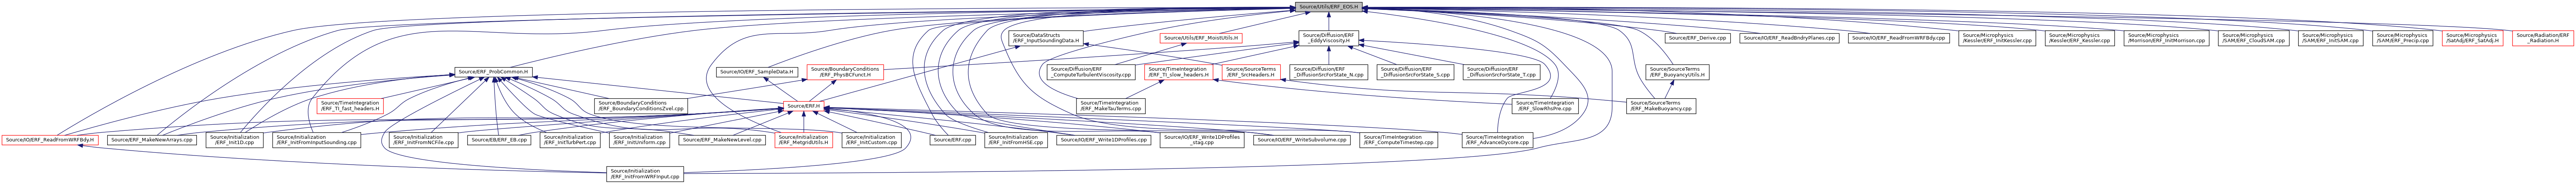 Source/Utils/ERF_EOS.H
Source/DataStructs
/ERF_InputSoundingData.H
Source/Utils/ERF_MoistUtils.H
Source/Diffusion/ERF
_EddyViscosity.H
Source/ERF_Derive.cpp
Source/IO/ERF_ReadBndryPlanes.cpp
Source/IO/ERF_ReadFromWRFBdy.cpp
Source/Microphysics
/Kessler/ERF_InitKessler.cpp
Source/Microphysics
/Kessler/ERF_Kessler.cpp
Source/Microphysics
/Morrison/ERF_InitMorrison.cpp
Source/Microphysics
/SAM/ERF_CloudSAM.cpp
Source/Microphysics
/SAM/ERF_InitSAM.cpp
Source/Microphysics
/SAM/ERF_Precip.cpp
Source/Microphysics
/SatAdj/ERF_SatAdj.H
Source/Radiation/ERF
_Radiation.H
Source/ERF_ProbCommon.H
Source/IO/ERF_SampleData.H
Source/BoundaryConditions
/ERF_PhysBCFunct.H
Source/Diffusion/ERF
_ComputeTurbulentViscosity.cpp
Source/TimeIntegration
/ERF_TI_slow_headers.H
Source/SourceTerms
/ERF_SrcHeaders.H
Source/Diffusion/ERF
_DiffusionSrcForState_N.cpp
Source/Diffusion/ERF
_DiffusionSrcForState_S.cpp
Source/Diffusion/ERF
_DiffusionSrcForState_T.cpp
Source/SourceTerms
/ERF_BuoyancyUtils.H
Source/TimeIntegration
/ERF_TI_fast_headers.H
Source/BoundaryConditions
/ERF_BoundaryConditionsZvel.cpp
Source/ERF.H
Source/TimeIntegration
/ERF_MakeTauTerms.cpp
Source/TimeIntegration
/ERF_SlowRhsPre.cpp
Source/SourceTerms
/ERF_MakeBuoyancy.cpp
Source/IO/ERF_ReadFromWRFBdy.H
Source/ERF_MakeNewArrays.cpp
Source/Initialization
/ERF_Init1D.cpp
Source/Initialization
/ERF_InitFromInputSounding.cpp
Source/Initialization
/ERF_InitFromNCFile.cpp
Source/EB/ERF_EB.cpp
Source/Initialization
/ERF_InitTurbPert.cpp
Source/Initialization
/ERF_InitUniform.cpp
Source/ERF_MakeNewLevel.cpp
Source/Initialization
/ERF_MetgridUtils.H
Source/Initialization
/ERF_InitCustom.cpp
Source/ERF.cpp
Source/Initialization
/ERF_InitFromHSE.cpp
Source/IO/ERF_Write1DProfiles.cpp
Source/IO/ERF_Write1DProfiles
_stag.cpp
Source/IO/ERF_WriteSubvolume.cpp
Source/TimeIntegration
/ERF_ComputeTimestep.cpp
Source/TimeIntegration
/ERF_AdvanceDycore.cpp
Source/Initialization
/ERF_InitFromWRFInput.cpp